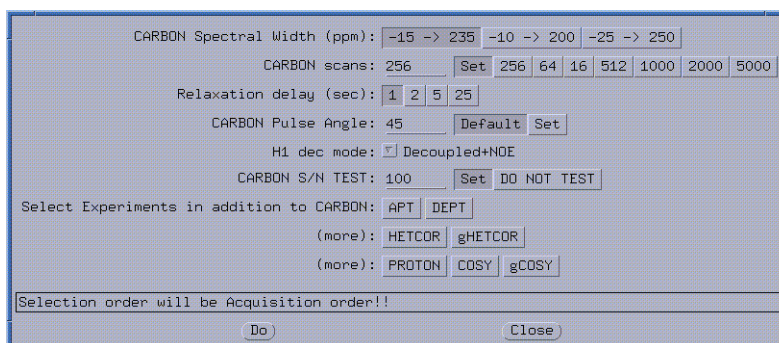 CARBON Spectral Width (ppm): -15 -> 235 -10 -> 200 -25 -> 250
CARBON scans: 256 Set 256 64 16 512 1000 2000 5000
Relaxation delay (sec): 1 2 5 25
CARBON Pulse Angle: 45 Default Set
H1 dec mode: Decoupled+NOE
CARBON S/N TEST: 100 Set DO NOT TEST
Select Experiments in addition to CARBON: APT DEPT
(more): HETCOR gHETCOR
(more): PROTON COSY gCOSY
Selection order will be Acquisition order!!
Do Close